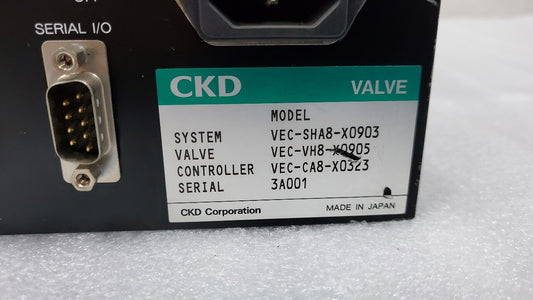 SERIAL I/O
CKD VALVE
MODEL
SYSTEM VEC-SHA8-X0903
VALVE VEC-VH8-X0905
CONTROLLER VEC-CA8-X0323
SERIAL 3A001
CKD Corporation MADE IN JAPAN